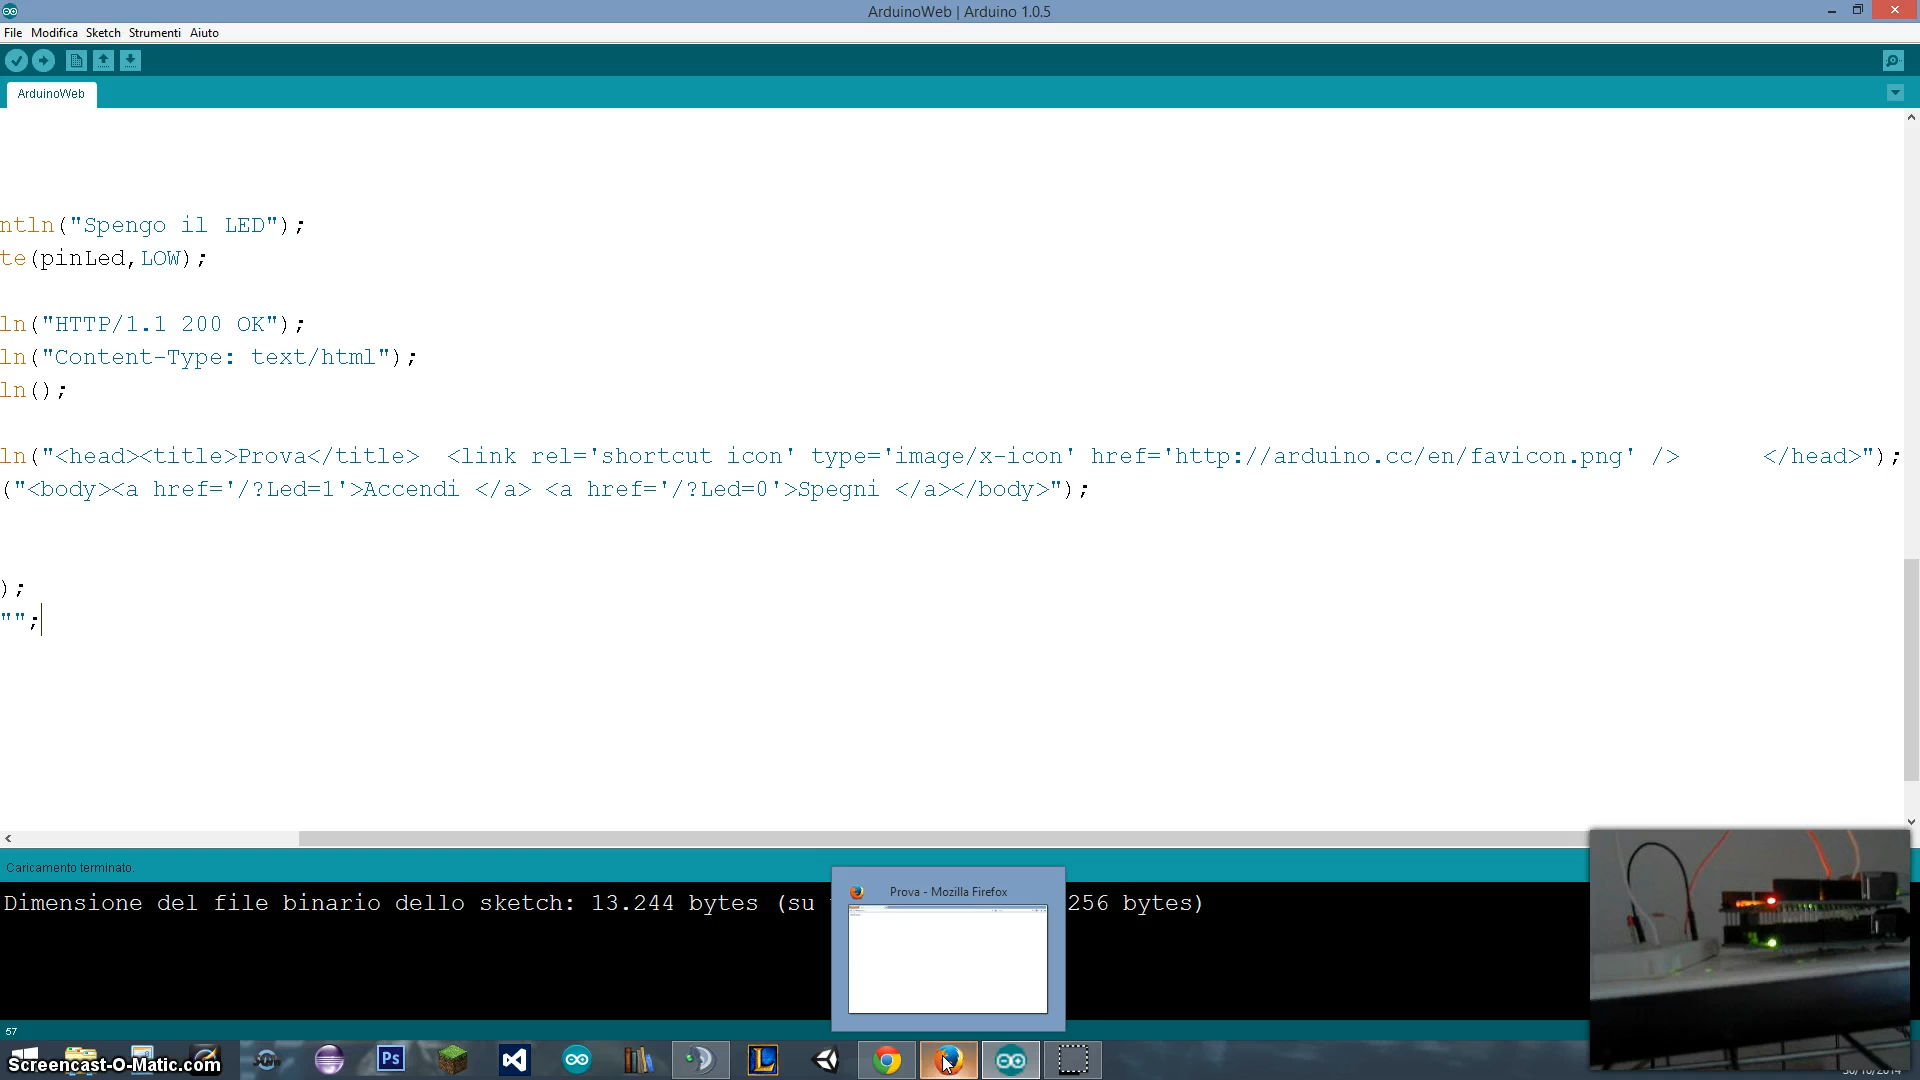 ArduinoWeb | Arduino 1.0.5
File Modifica Sketch Strumenti Aiuto
ArduinoWeb
ntln("Spengo il LED");
te(pinLed,LOW);
ln("HTTP/1.1 200 OK");
ln("Content-Type: text/html");
ln();
ln("<head><title>Prova</title>  <link rel='shortcut icon' type='image/x-icon' href='http://arduino.cc/en/favicon.png' />      </head>");
("<body><a href='/?Led=1'>Accendi </a> <a href='/?Led=0'>Spegni </a></body>");
);
"";
Caricamento terminato.
Prova - Mozilla Firefox
Dimensione del file binario dello sketch: 13.244 bytes (su 256 bytes)
57
Ps
L
Screencast-O-Matic.com